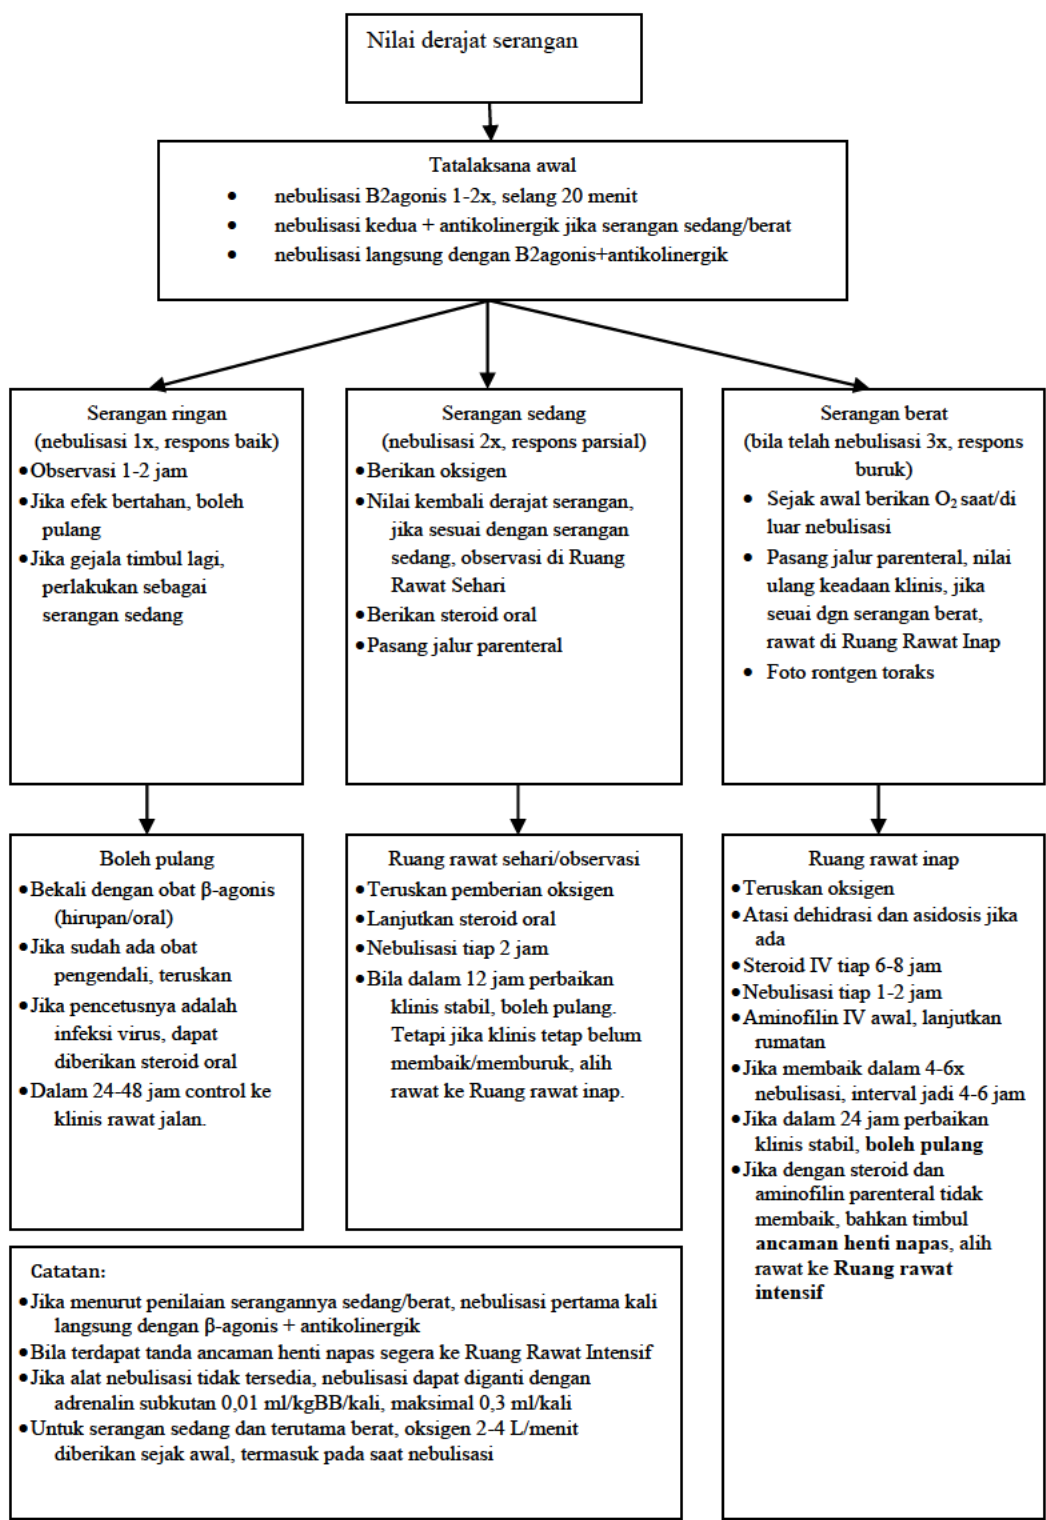 Nilai derajat serangan
Tatalaksana awal
• nebulisasi B2agonis 1-2x, selang 20 menit
• nebulisasi kedua + antikolinergik jika serangan sedang/berat
• nebulisasi langsung dengan B2agonis+antikolinergik
Serangan ringan
(nebulisasi 1x, respons baik)
• Observasi 1-2 jam
• Jika efek bertahan, boleh
pulang
• Jika gejala timbul lagi,
perlakukan sebagai
serangan sedang
Serangan sedang
(nebulisasi 2x, respons parsial)
• Berikan oksigen
• Nilai kembali derajat serangan,
jika sesuai dengan serangan
sedang, observasi di Ruang
Rawat Sehari
• Berikan steroid oral
• Pasang jalur parenteral
Serangan berat
(bila telah nebulisasi 3x, respons
buruk)
• Sejak awal berikan O₂ saat/di
luar nebulisasi
• Pasang jalur parenteral, nilai
ulang keadaan klinis, jika
seuai dgn serangan berat,
rawat di Ruang Rawat Inap
• Foto rontgen toraks
Boleh pulang
• Bekali dengan obat β-agonis
(hirupan/oral)
• Jika sudah ada obat
pengendali, teruskan
• Jika pencetusnya adalah
infeksi virus, dapat
diberikan steroid oral
• Dalam 24-48 jam control ke
klinis rawat jalan.
Ruang rawat sehari/observasi
• Teruskan pemberian oksigen
• Lanjutkan steroid oral
• Nebulisasi tiap 2 jam
• Bila dalam 12 jam perbaikan
klinis stabil, boleh pulang.
Tetapi jika klinis tetap belum
membaik/memburuk, alih
rawat ke Ruang rawat inap.
Ruang rawat inap
• Teruskan oksigen
• Atasi dehidrasi dan asidosis jika
ada
• Steroid IV tiap 6-8 jam
• Nebulisasi tiap 1-2 jam
• Aminofilin IV awal, lanjutkan
rumatan
• Jika membaik dalam 4-6x
nebulisasi, interval jadi 4-6 jam
• Jika dalam 24 jam perbaikan
klinis stabil, boleh pulang
• Jika dengan steroid dan
aminofilin parenteral tidak
membaik, bahkan timbul
ancaman henti napas, alih
rawat ke Ruang rawat
intensif
Catatan:
• Jika menurut penilaian serangannya sedang/berat, nebulisasi pertama kali
langsung dengan β-agonis + antikolinergik
• Bila terdapat tanda ancaman henti napas segera ke Ruang Rawat Intensif
• Jika alat nebulisasi tidak tersedia, nebulisasi dapat diganti dengan
adrenalin subkutan 0,01 ml/kgBB/kali, maksimal 0,3 ml/kali
• Untuk serangan sedang dan terutama berat, oksigen 2-4 L/menit
diberikan sejak awal, termasuk pada saat nebulisasi